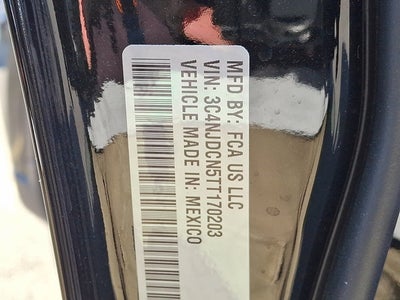 MFD BY: FCA US LLC
VIN: 3C4NJDCN5TT170203
VEHICLE MADE IN: MEXICO